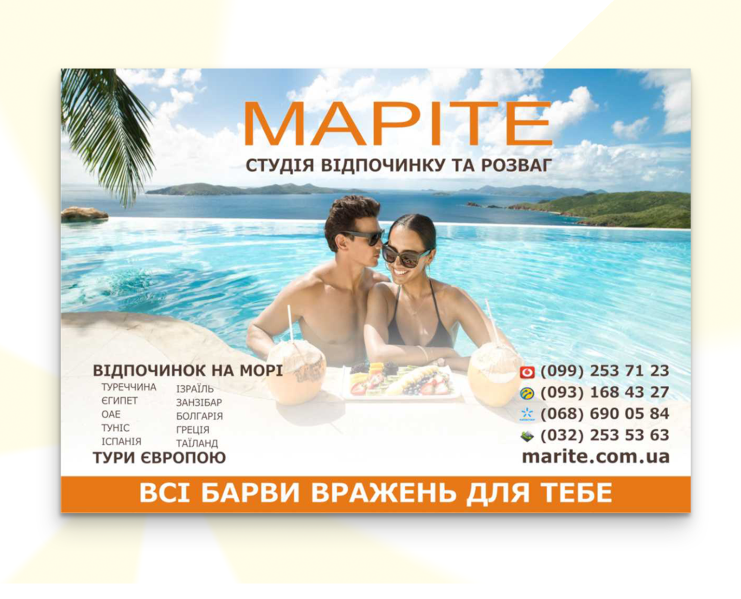 МАРІТЕ
СТУДІЯ ВІДПОЧИНКУ ТА РОЗВАГ
ВІДПОЧИНОК НА МОРІ
ТУРЕЧЧИНА
ЄГИПЕТ
ОАЕ
ТУНІС
ІСПАНІЯ
ІЗРАЇЛЬ
ЗАНЗІБАР
БОЛГАРІЯ
ГРЕЦІЯ
ТАЇЛАНД
ТУРИ ЄВРОПОЮ
(099) 253 71 23
(093) 168 43 27
(068) 690 05 84
(032) 253 53 63
marite.com.ua
ВСІ БАРВИ ВРАЖЕНЬ ДЛЯ ТЕБЕ